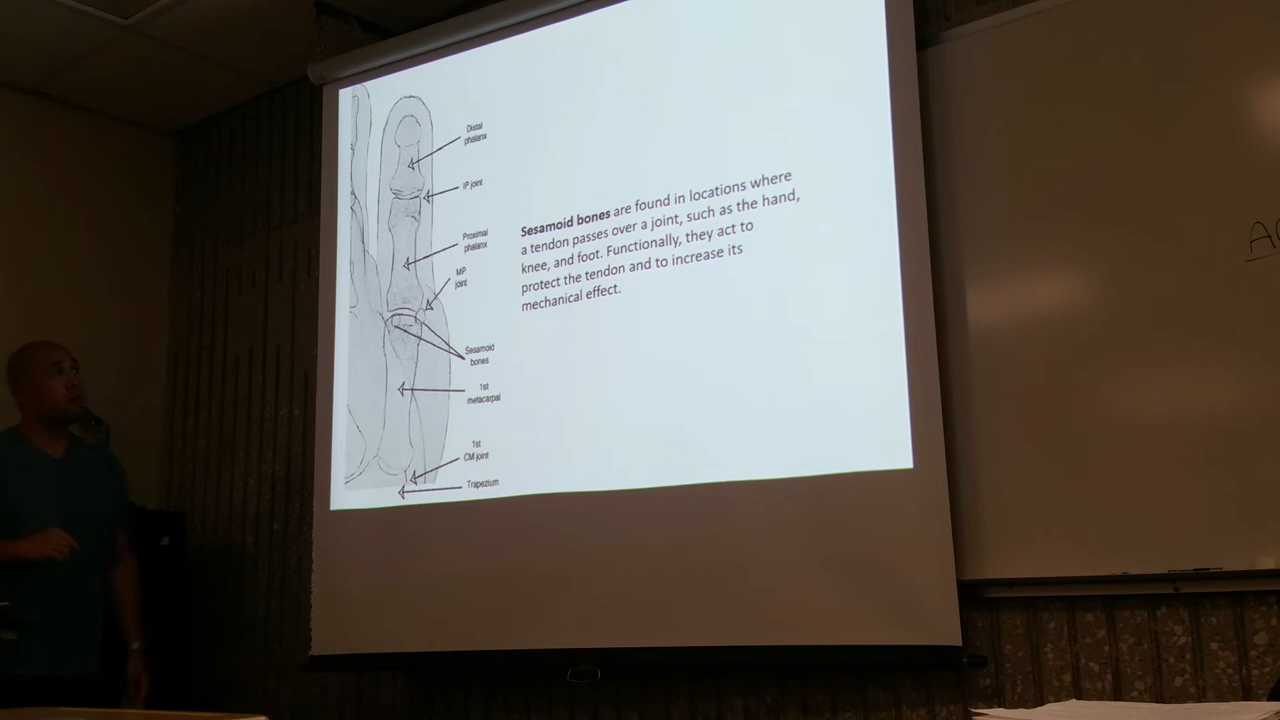 Distal
phalanx
IP joint
Proximal
phalanx
MP
joint
Sesamoid
bones
1st
metacarpal
1st
CM joint
Trapezium
Sesamoid bones are found in locations where
a tendon passes over a joint, such as the hand,
knee, and foot. Functionally, they act to
protect the tendon and to increase its
mechanical effect.